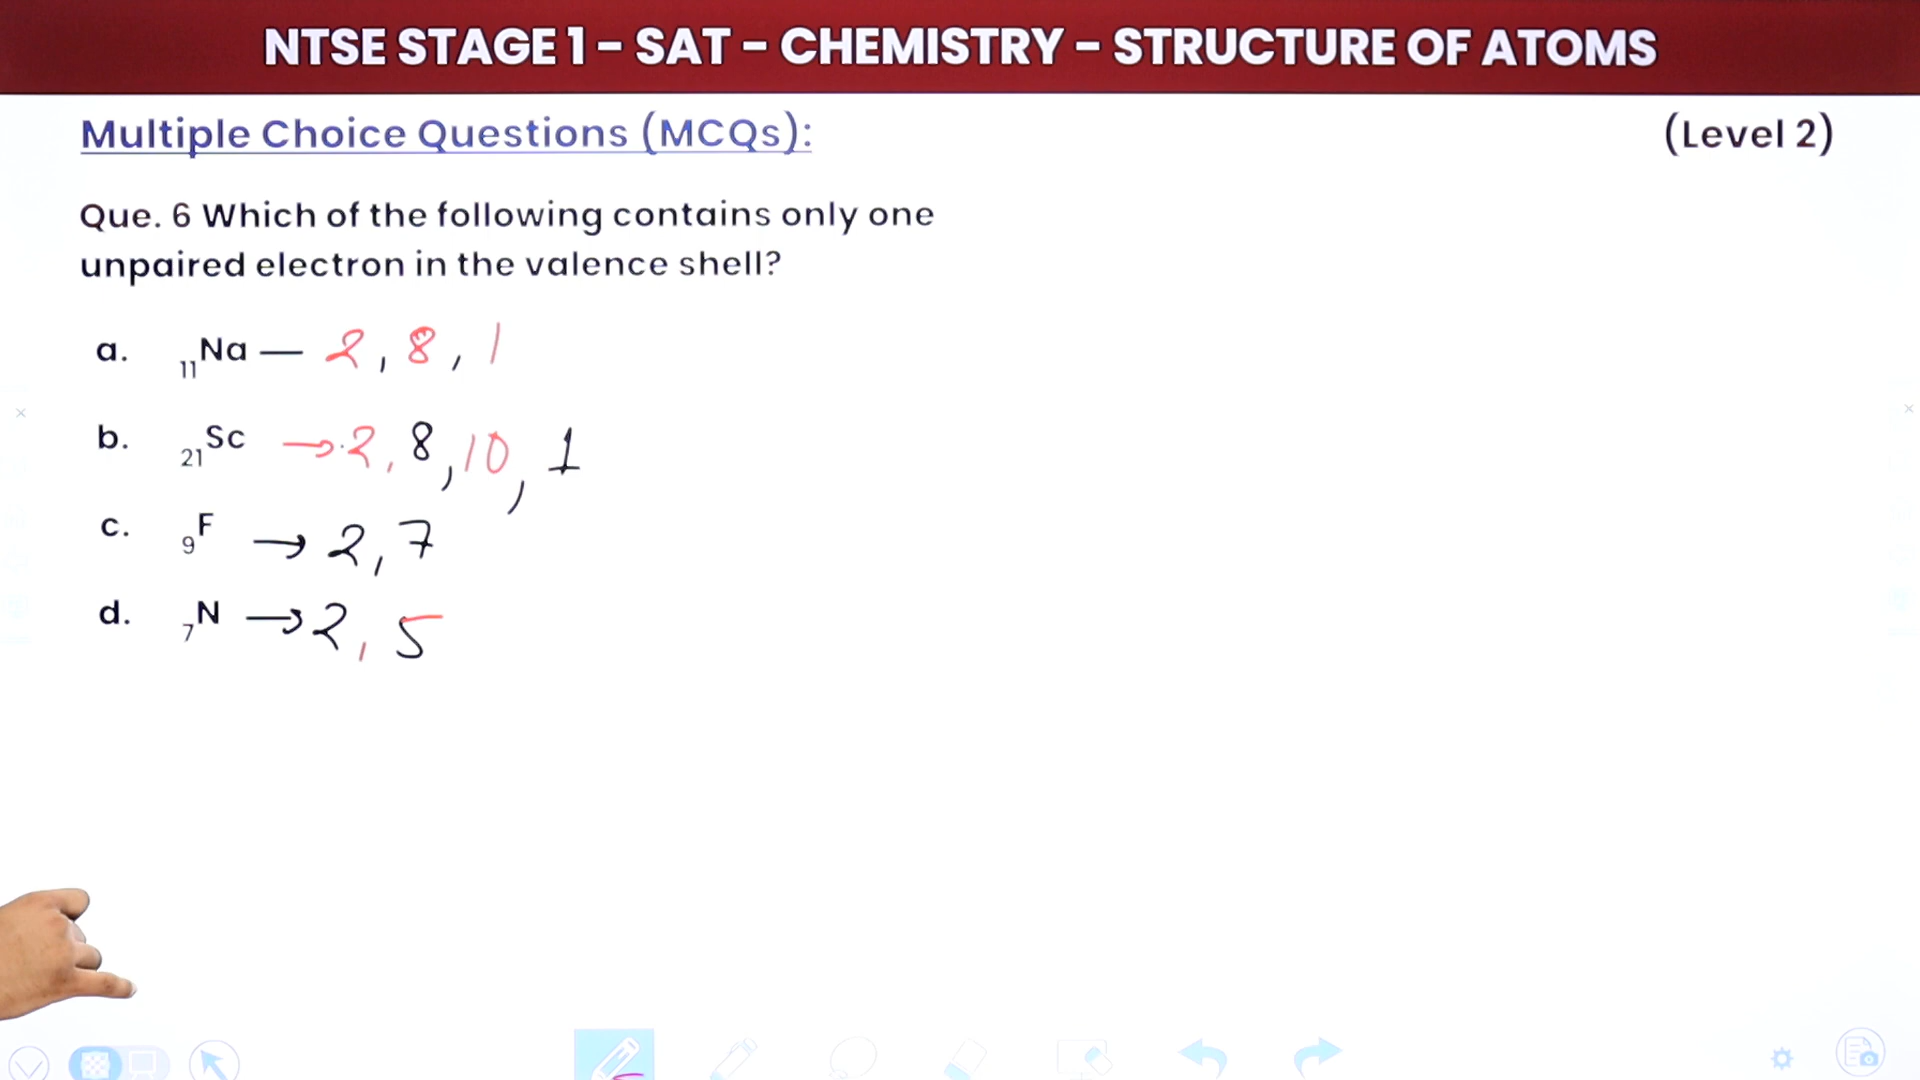 NTSE STAGE 1 – SAT – CHEMISTRY – STRUCTURE OF ATOMS
Multiple Choice Questions (MCQs):
(Level 2)
Que. 6 Which of the following contains only one
unpaired electron in the valence shell?
a. 11Na — 2, 8, 1
b. 21Sc → 2, 8, 10, 1
c. 9F → 2, 7
d. 7N → 2, 5